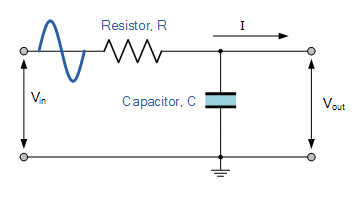 Resistor, R
I
Vin
Capacitor, C
Vout